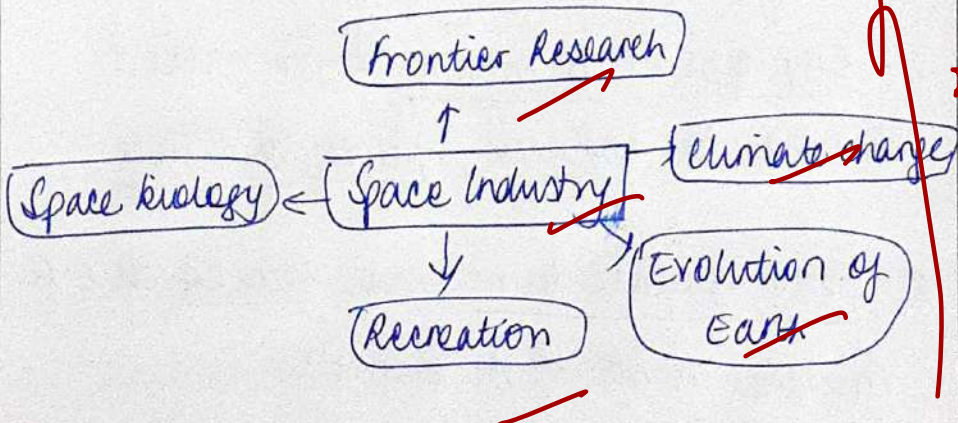 Frontier Research
Climate change
Space biology
Space Industry
Evolution of
Earth
Recreation